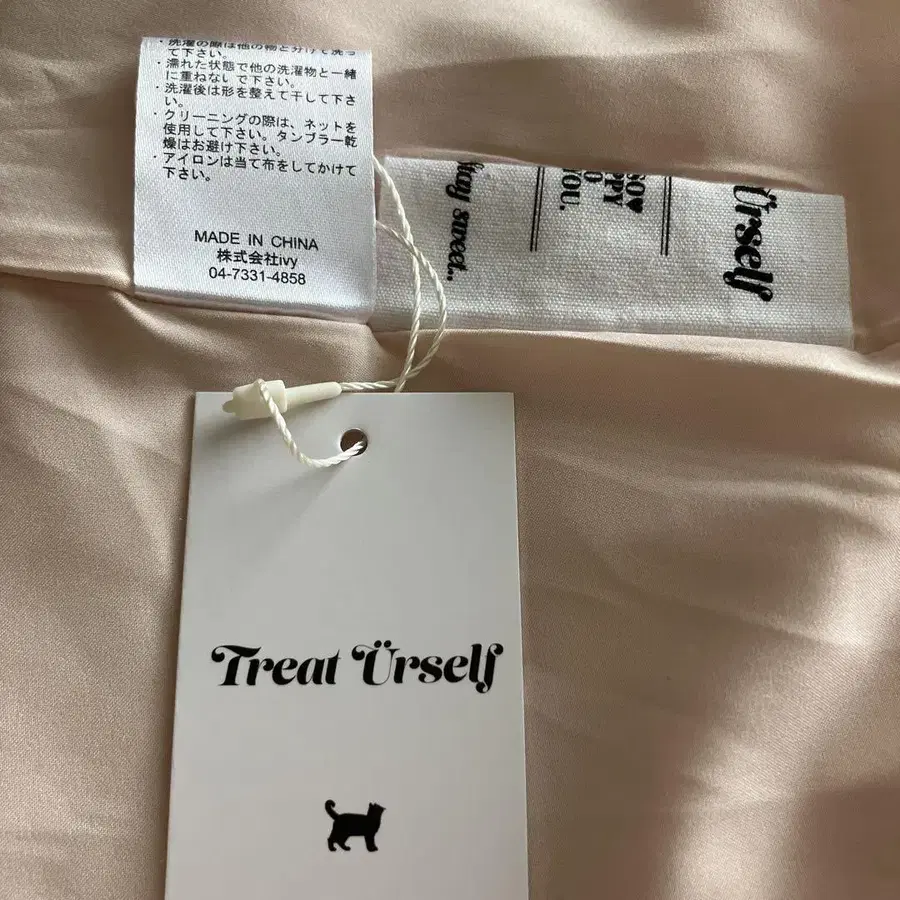 ・洗濯の際は他の物と分けて洗っ
て下さい。
・濡れた状態で他の洗濯物と一緒
に重ねないで下さい。
・洗濯後は形を整えて干して下さ
い。
・クリーニングの際は、ネットを
使用して下さい。タンブラー乾
燥はお避け下さい。
・アイロンは当て布をしてかけて
下さい。
MADE IN CHINA
株式会社ivy
04-7331-4858
Stay sweet..
SO♥
OU.
Ürself
Treat Ürself